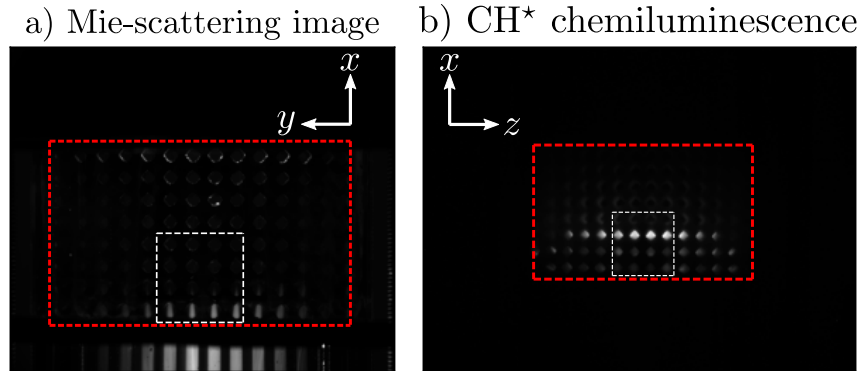 a) Mie-scattering image
b) CH* chemiluminescence
x
y
x
z